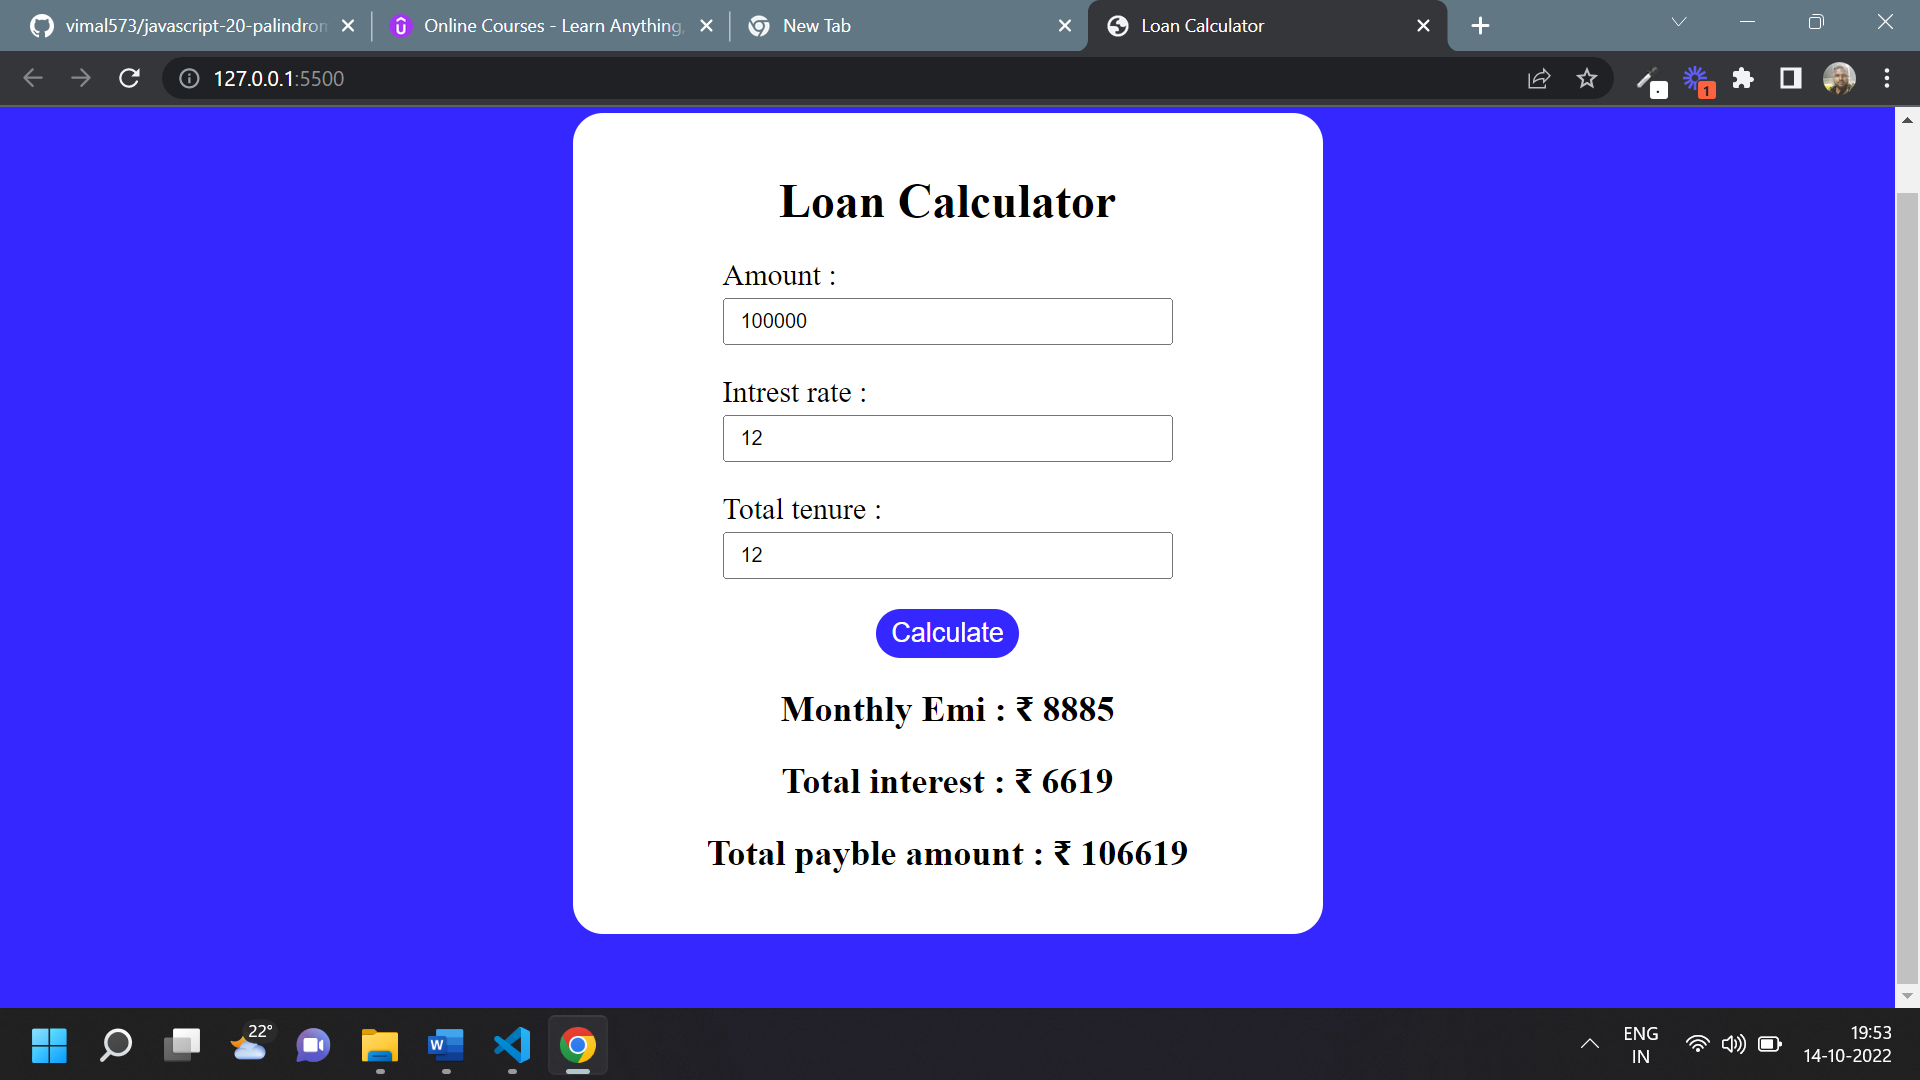 vimal573/javascript-20-palindrom
Online Courses - Learn Anything,
New Tab
Loan Calculator
127.0.0.1:5500
1
Loan Calculator
Amount :
100000
Intrest rate :
12
Total tenure :
12
Calculate
Monthly Emi : ₹ 8885
Total interest : ₹ 6619
Total payble amount : ₹ 106619
22°
W
ENG
IN
19:53
14-10-2022